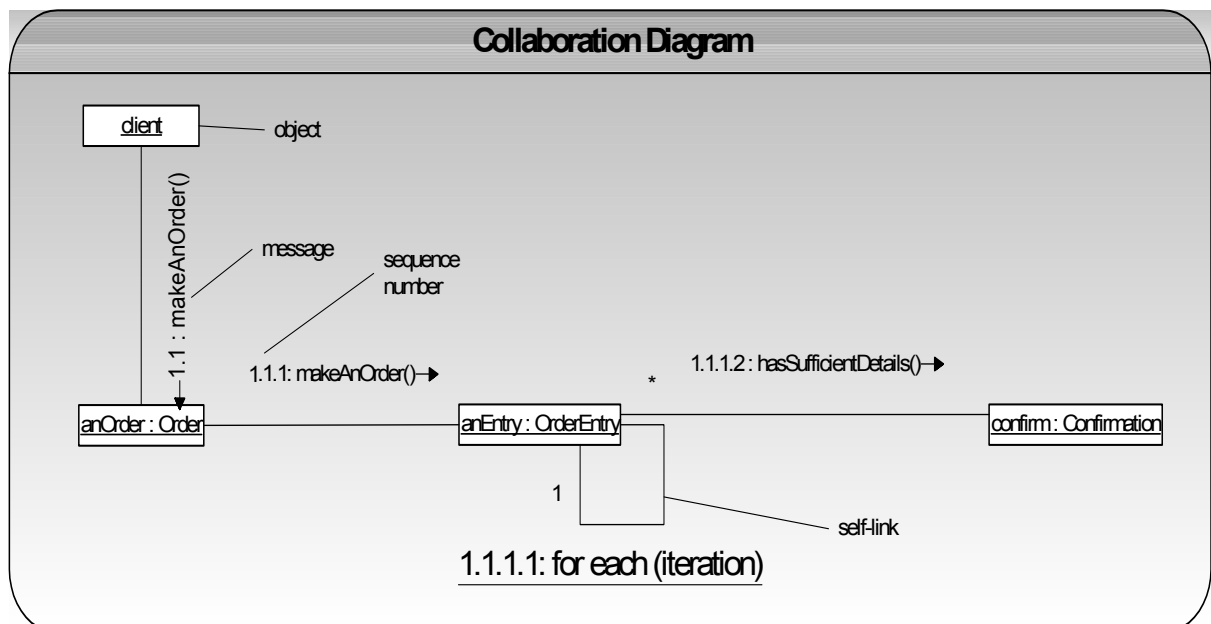 Collaboration Diagram
client
object
1.1 : makeAnOrder()
message
sequence
number
1.1.1: makeAnOrder()
1.1.1.2 : hasSufficientDetails()
*
anOrder : Order
anEntry : OrderEntry
confirm : Confirmation
1
self-link
1.1.1.1: for each (iteration)